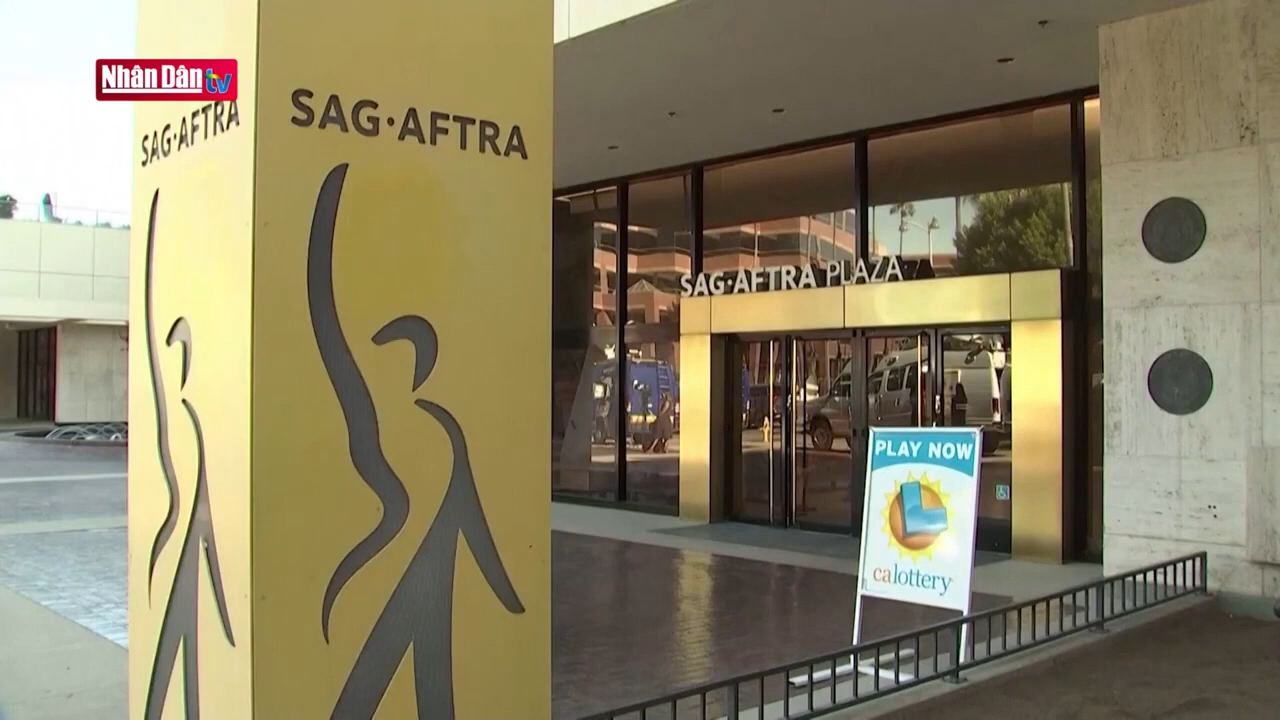 Nhân Dân tv
SAG·AFTRA
SAG·AFTRA
SAG·AFTRA PLAZA
PLAY NOW
calottery